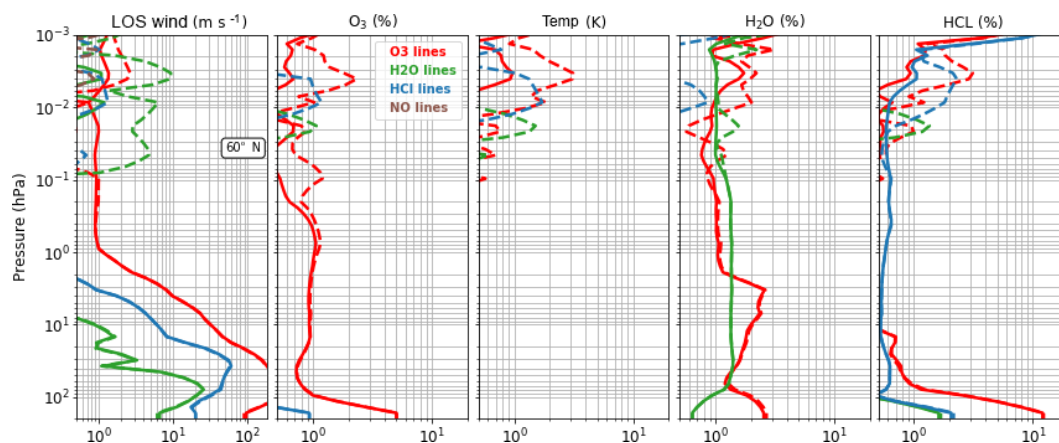 LOS wind (m s⁻¹) O₃ (%) Temp (K) H₂O (%) HCL (%)
Pressure (hPa)
10⁻³
10⁻²
10⁻¹
10⁰
10¹
10²
60° N
O3 lines
H2O lines
HCl lines
NO lines
10⁰ 10¹ 10² 10⁰ 10¹ 10⁰ 10¹ 10⁰ 10¹ 10⁰ 10¹